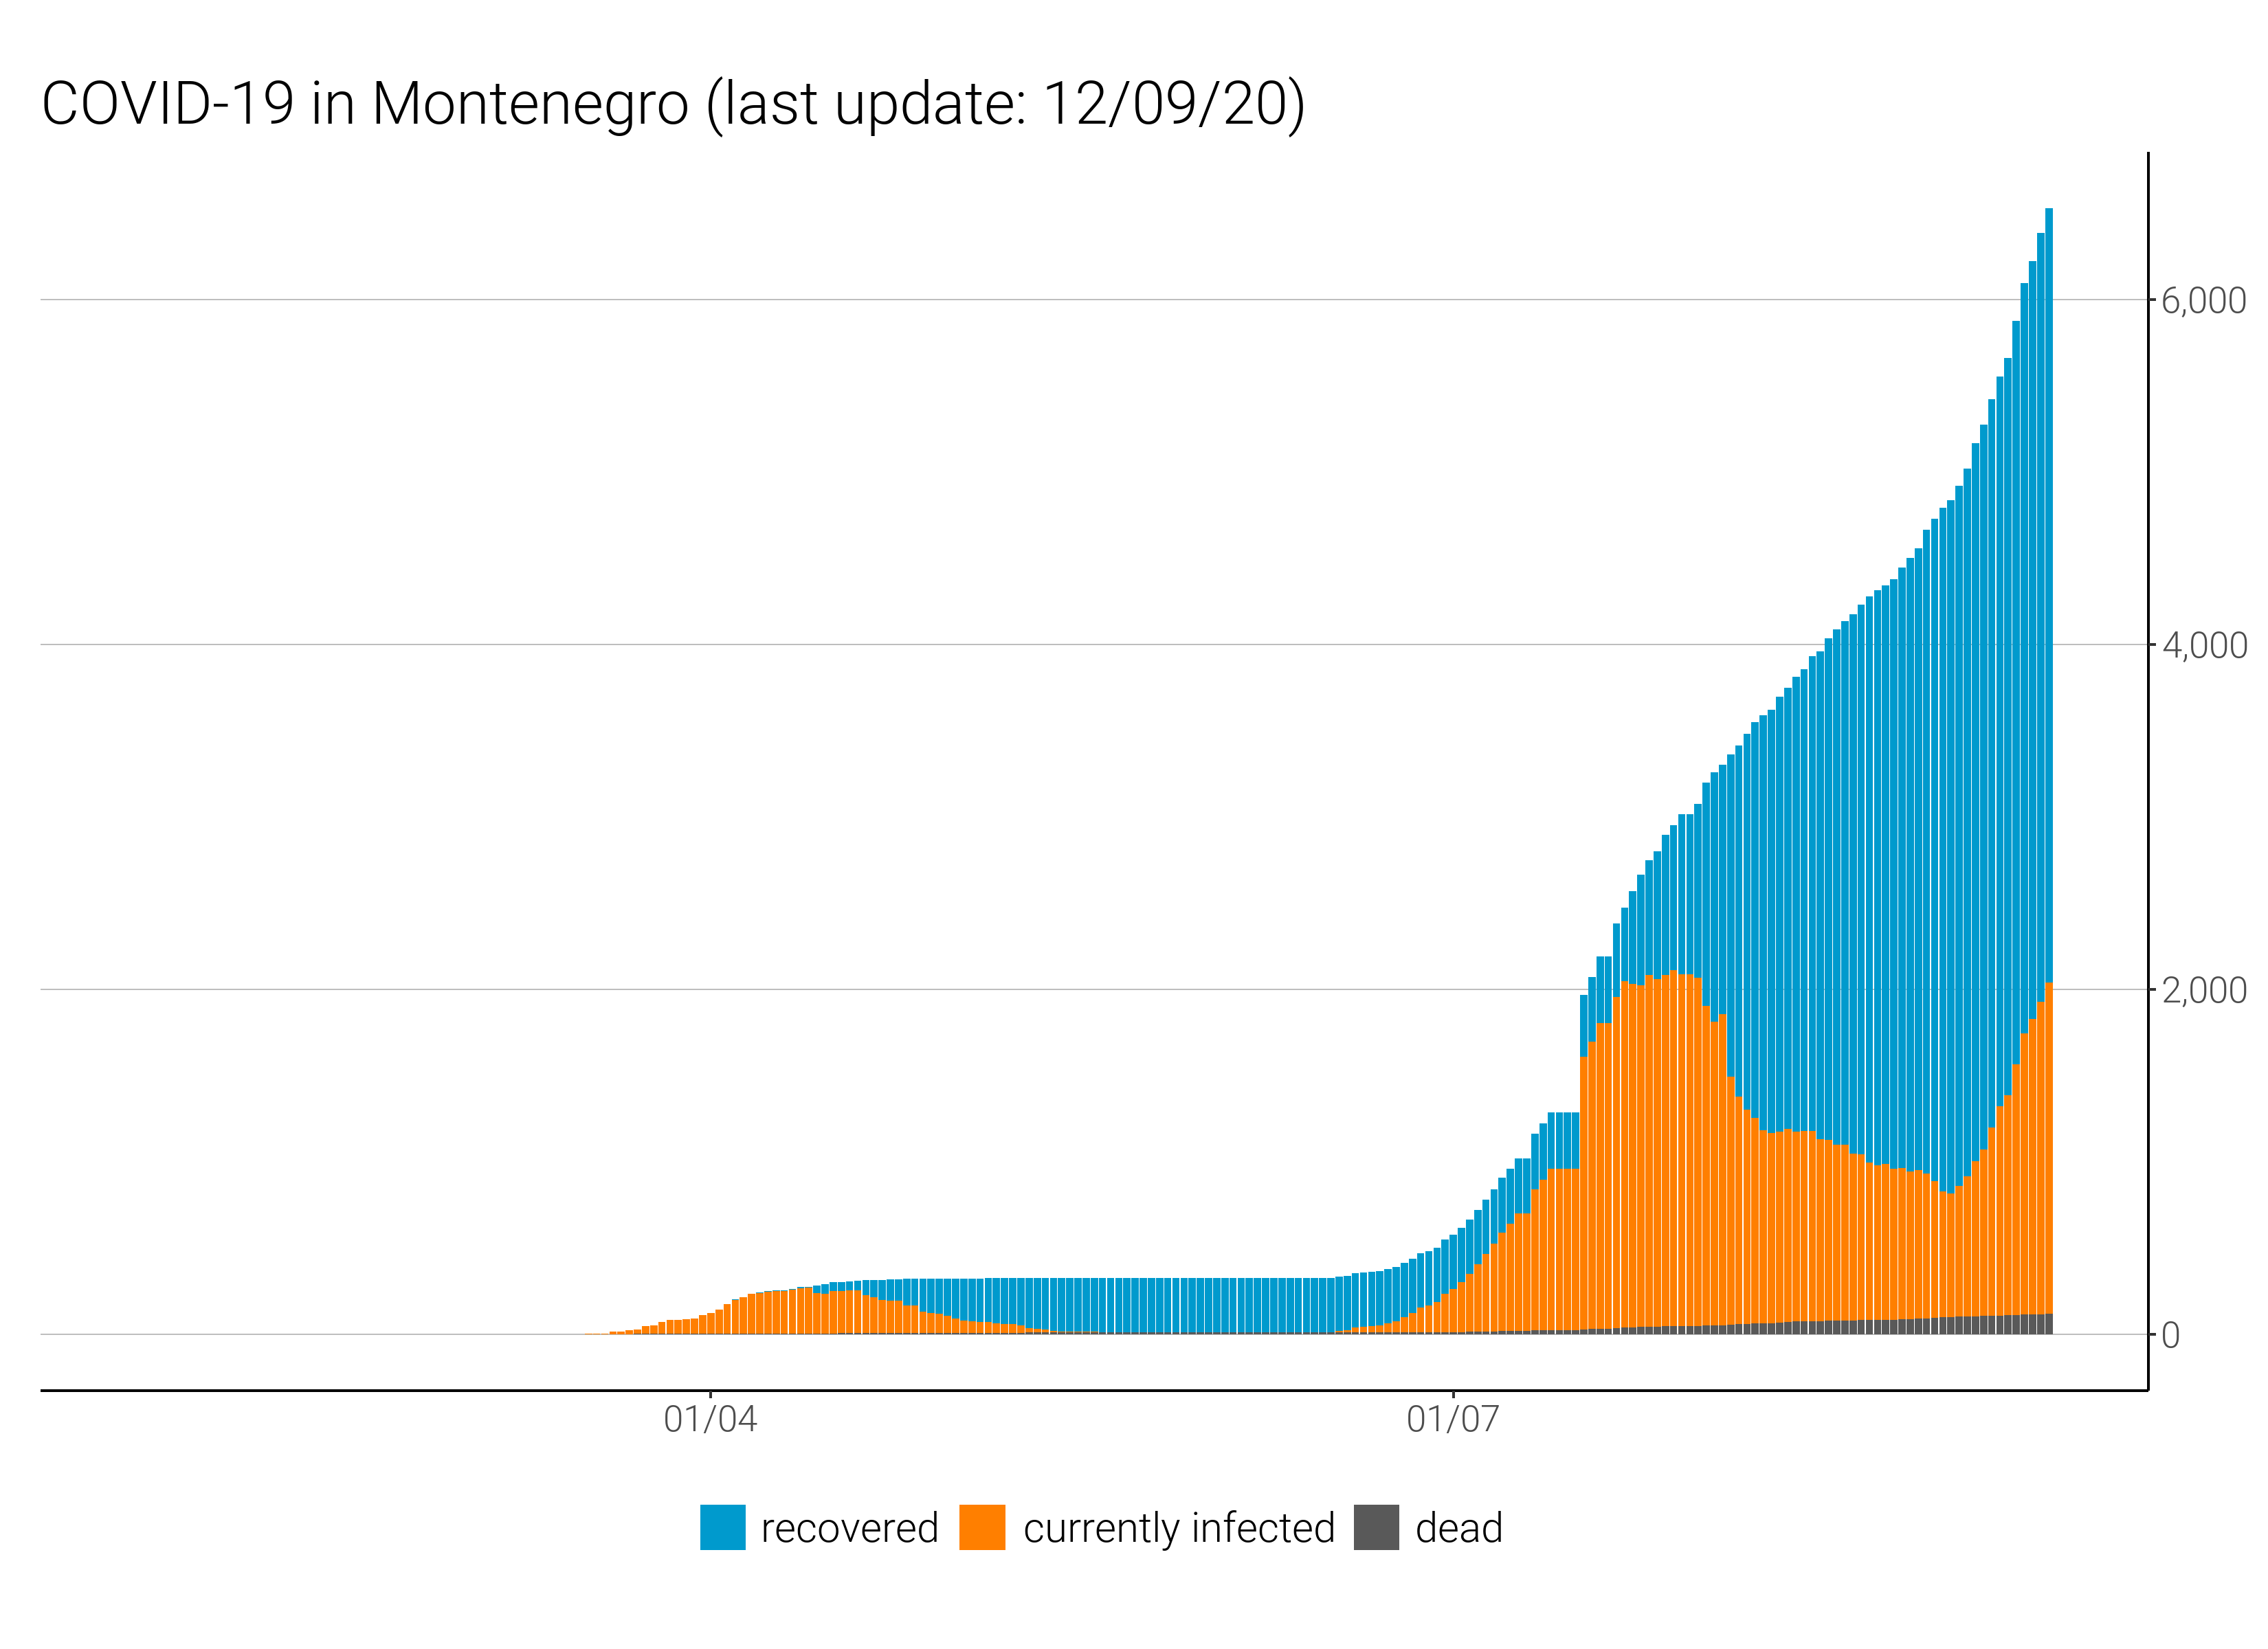 COVID-19 in Montenegro (last update: 12/09/20)
6,000
4,000
2,000
0
01/04 01/07
recovered currently infected dead